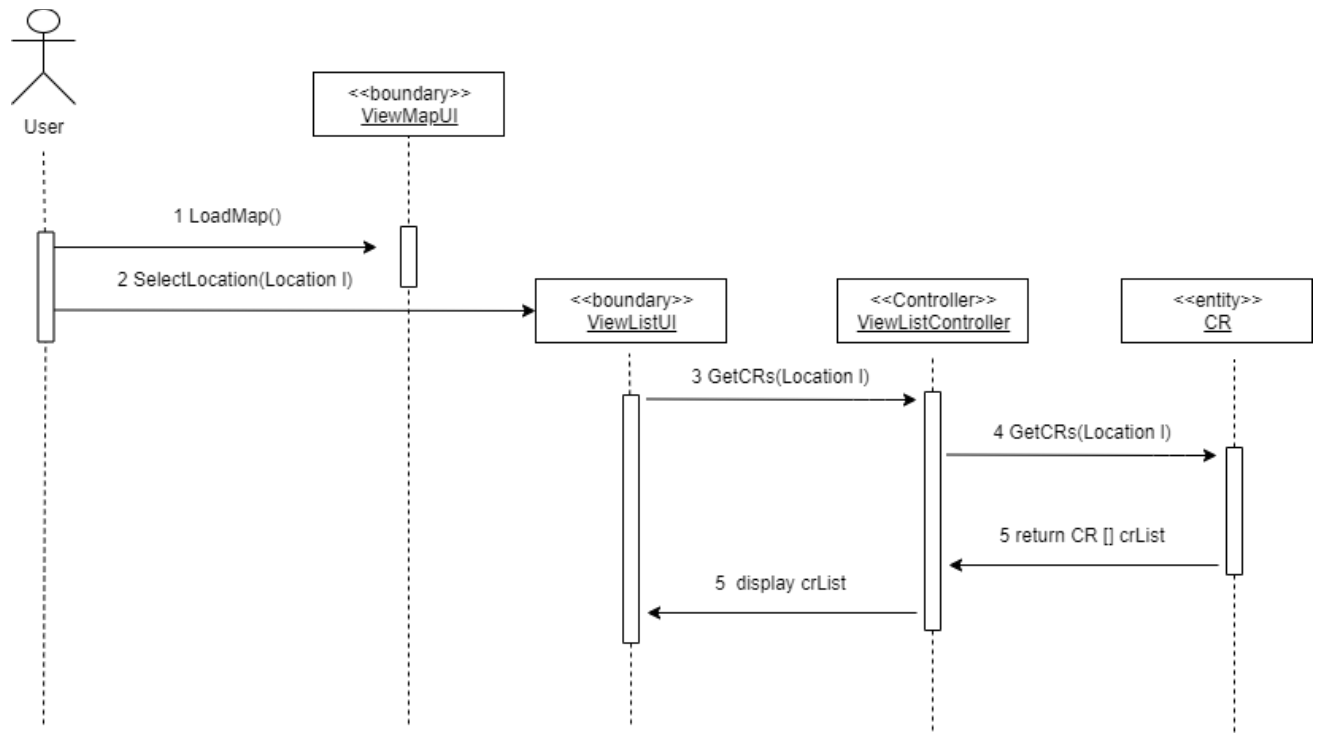 User
<<boundary>>
ViewMapUI
1 LoadMap()
2 SelectLocation(Location l)
<<boundary>>
ViewListUI
<<Controller>>
ViewListController
<<entity>>
CR
3 GetCRs(Location l)
4 GetCRs(Location l)
5 return CR [] crList
5 display crList